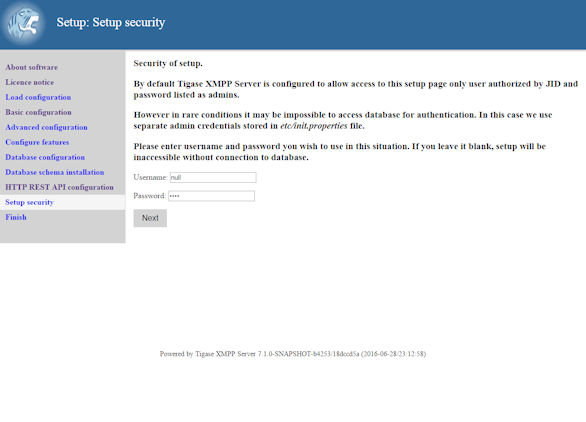 Setup: Setup security
About software
Licence notice
Load configuration
Basic configuration
Advanced configuration
Configure features
Database configuration
Database schema installation
HTTP REST API configuration
Setup security
Finish
Security of setup.
By default Tigase XMPP Server is configured to allow access to this setup page only user authorized by JID and
password listed as admins.
However in rare conditions it may be impossible to access database for authentication. In this case we use
separate admin credentials stored in etc/init.properties file.
Please enter username and password you wish to use in this situation. If you leave it blank, setup will be
inaccessible without connection to database.
Username: null
Password: ••••
Next
Powered by Tigase XMPP Server 7.1.0-SNAPSHOT-b4253/18dccd5a (2016-06-28/23:12:58)